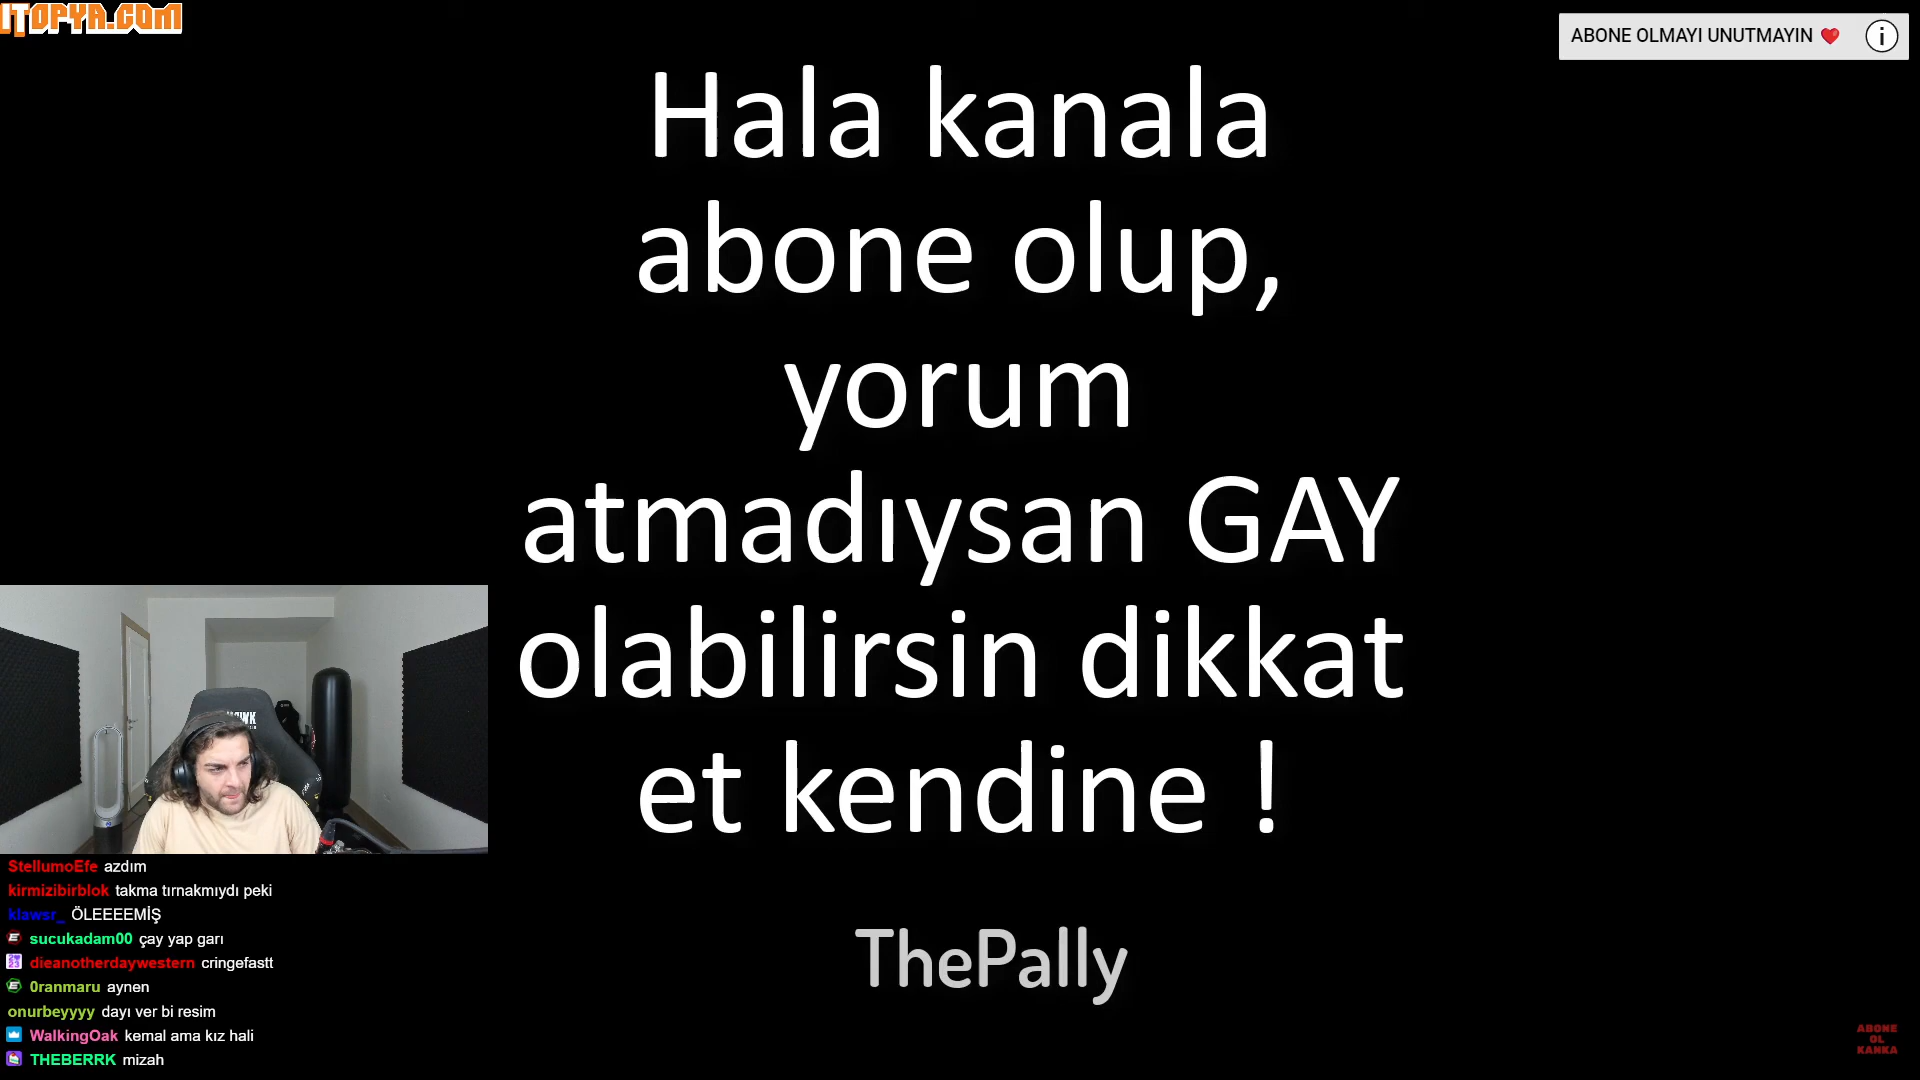 ITOPYA.COM
ABONE OLMAYI UNUTMAYIN
Hala kanala
abone olup,
yorum
atmadıysan GAY
olabilirsin dikkat
et kendine !
ThePally
StellumoEfe azdım
kirmizibirblok takma tırnakmıydı peki
klawsr_ ÖLEEEEMİŞ
sucukadam00 çay yap garı
dieanotherdaywestern cringefastt
0ranmaru aynen
onurbeyyyy dayı ver bi resim
WalkingOak kemal ama kız hali
THEBERRK mizah
ABONE
OL
KANKA